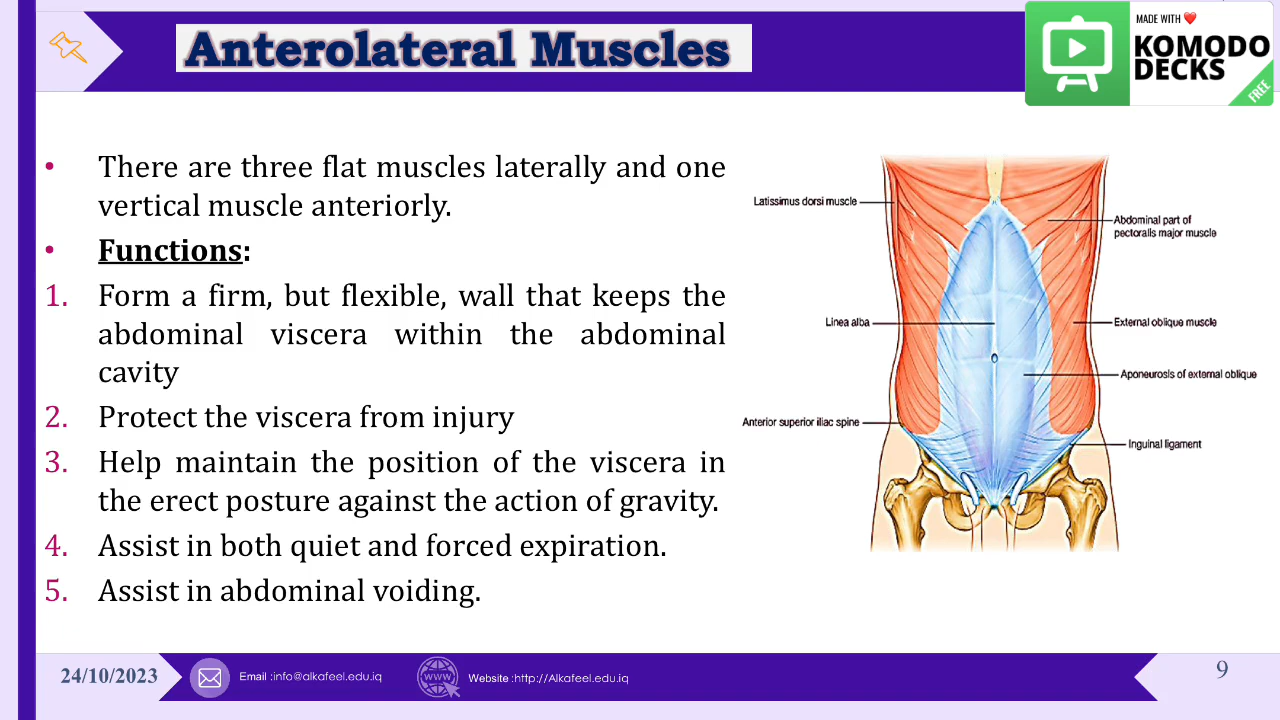 Anterolateral Muscles
MADE WITH ❤️
KOMODO
DECKS
FREE
• There are three flat muscles laterally and one
vertical muscle anteriorly.
• Functions:
1. Form a firm, but flexible, wall that keeps the
abdominal viscera within the abdominal
cavity
2. Protect the viscera from injury
3. Help maintain the position of the viscera in
the erect posture against the action of gravity.
4. Assist in both quiet and forced expiration.
5. Assist in abdominal voiding.
Latissimus dorsi muscle
Abdominal part of
pectoralis major muscle
Linea alba
External oblique muscle
Aponeurosis of external oblique
Anterior superior iliac spine
Inguinal ligament
24/10/2023
Email :info@alkafeel.edu.iq
WWW
Website :http://Alkafeel.edu.iq
9